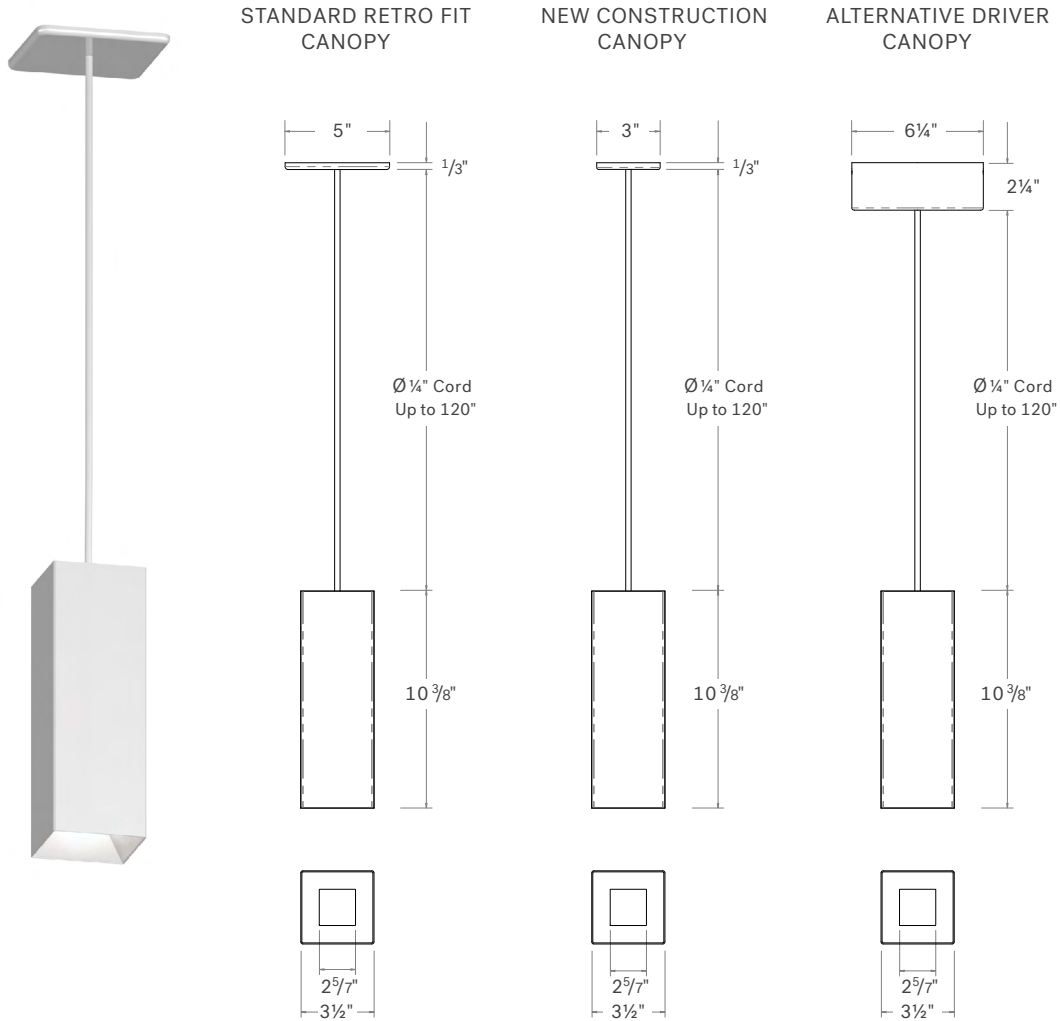 STANDARD RETRO FIT
CANOPY
NEW CONSTRUCTION
CANOPY
ALTERNATIVE DRIVER
CANOPY
5"
1/3"
3"
1/3"
6¼"
2¼"
Ø ¼" Cord
Up to 120"
Ø ¼" Cord
Up to 120"
Ø ¼" Cord
Up to 120"
10 3/8"
10 3/8"
10 3/8"
2 5/7"
3½"
2 5/7"
3½"
2 5/7"
3½"